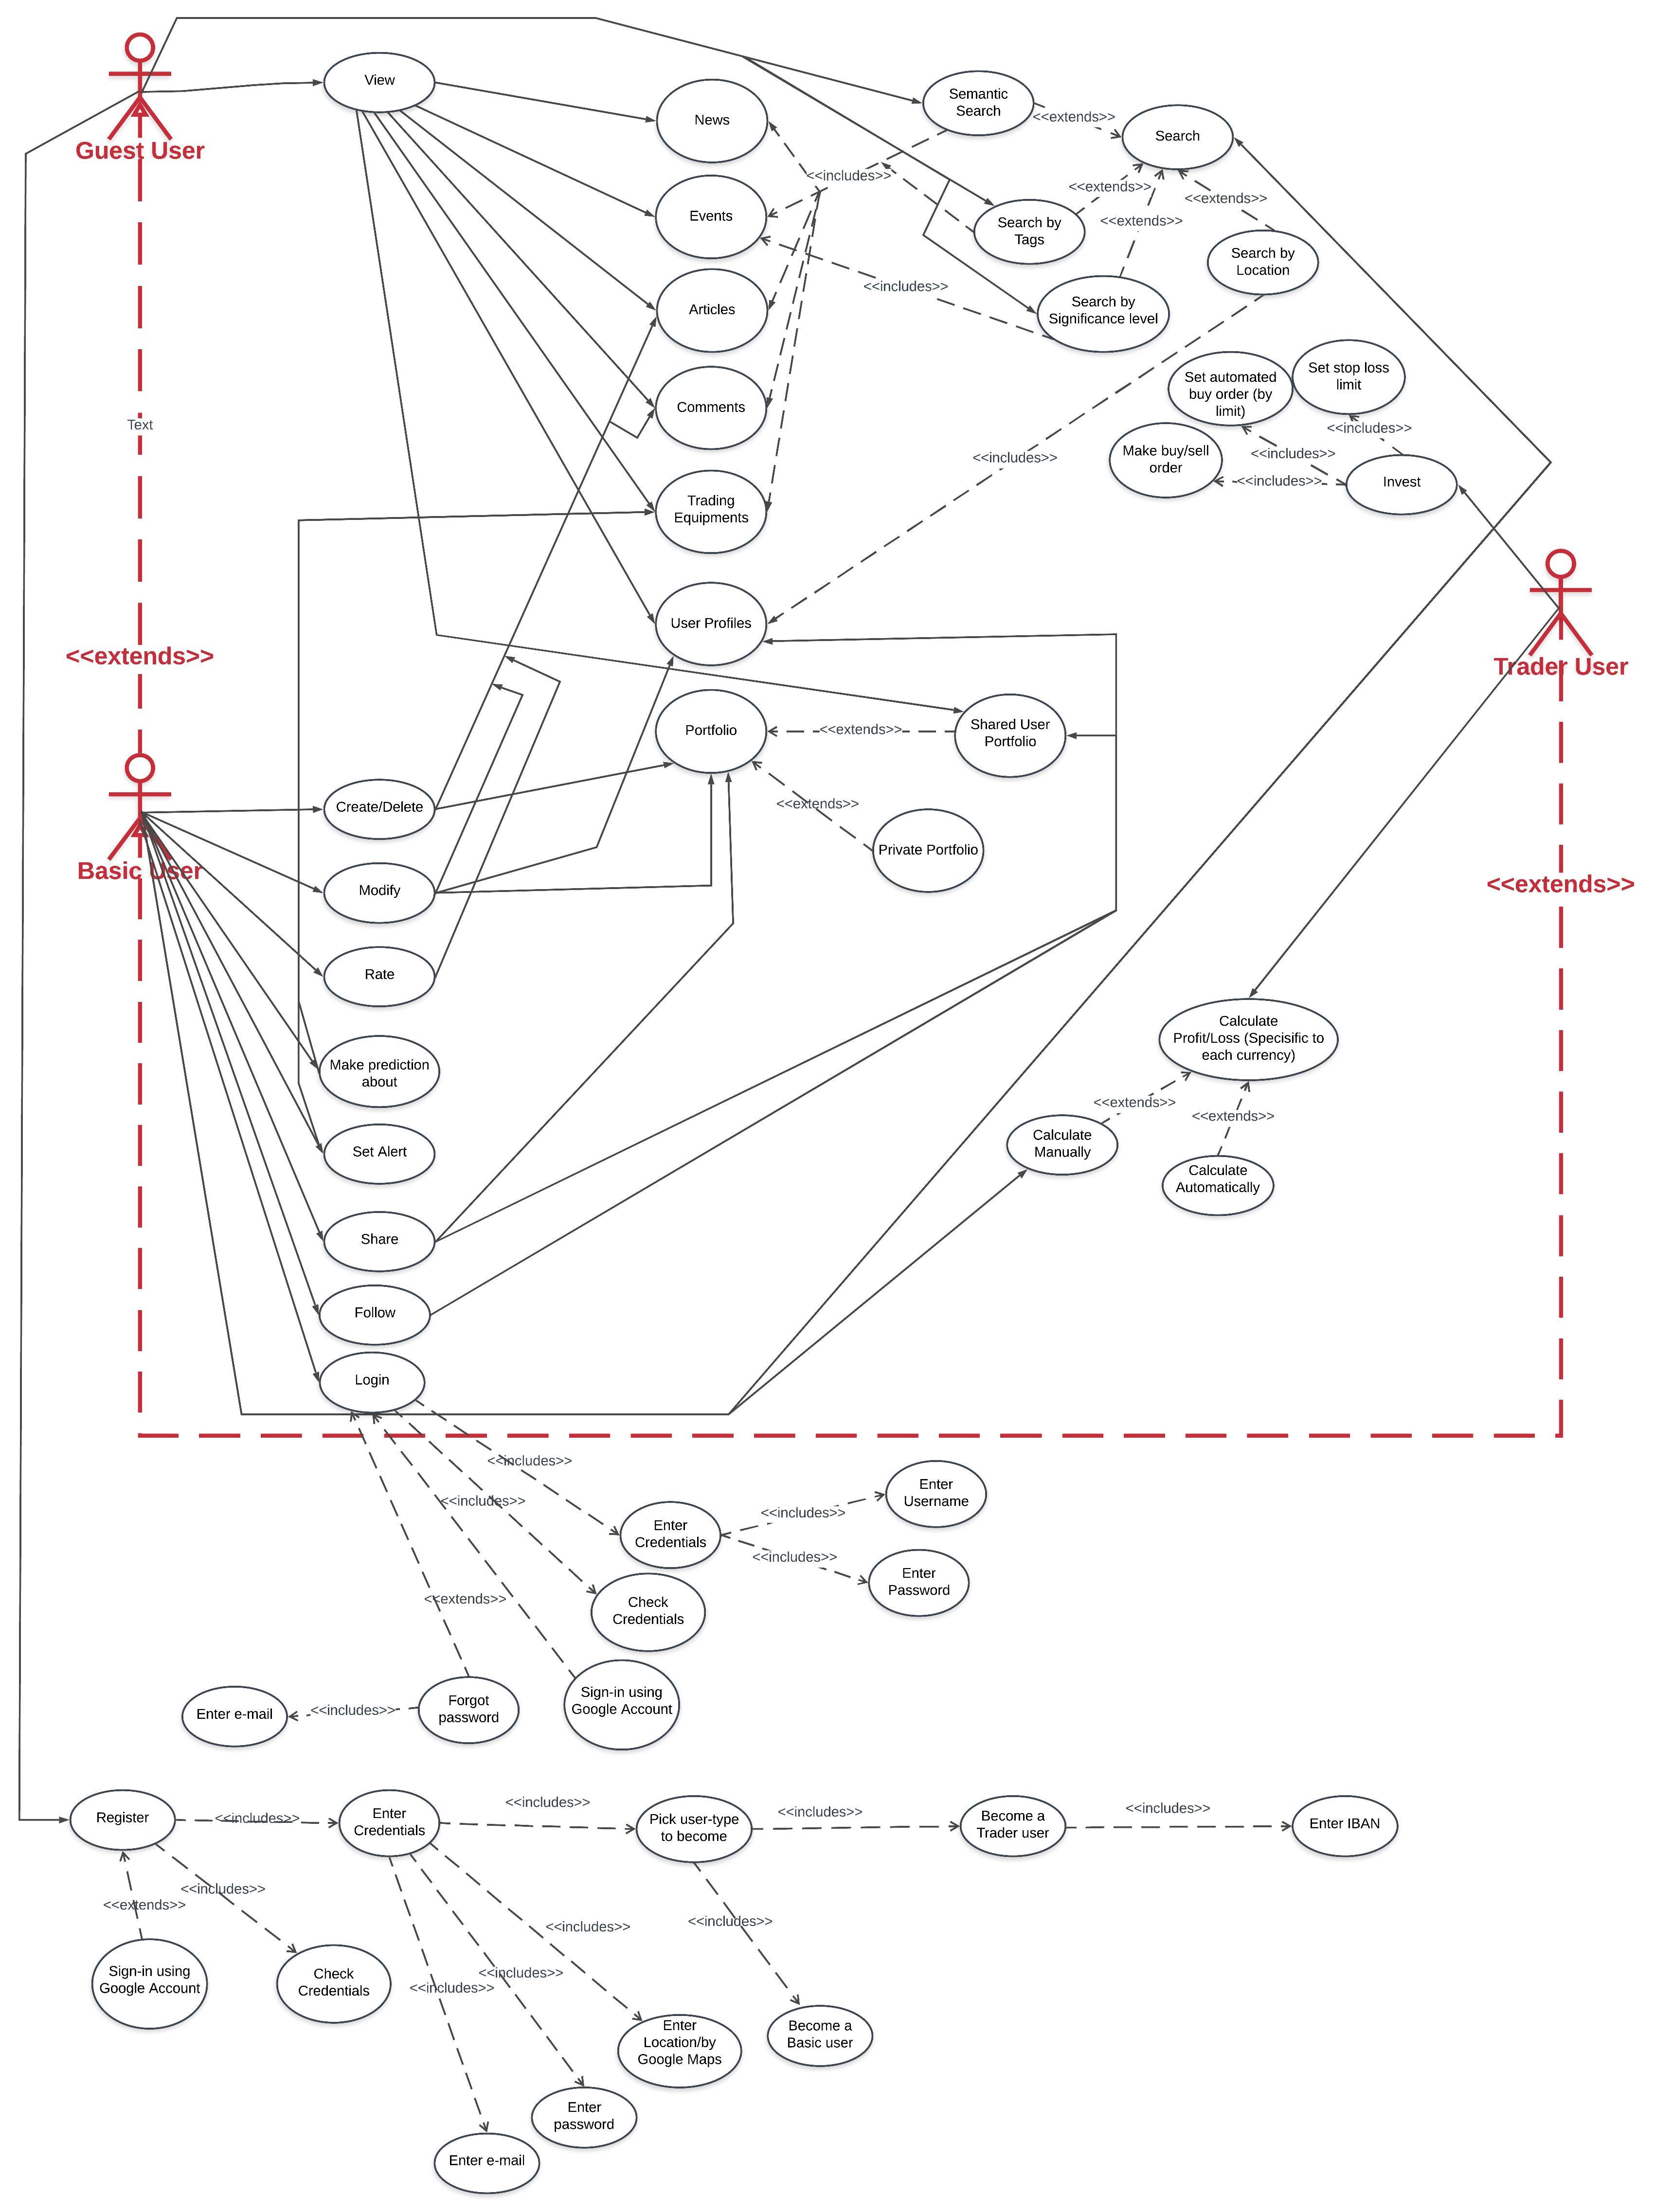 Guest User
View
News
Semantic
Search
<<extends>>
Search
<<includes>>
<<extends>>
<<extends>>
<<extends>>
Events
Search by
Tags
Search by
Location
<<includes>>
Articles
Search by
Significance level
Set automated
buy order (by
limit)
Set stop loss
limit
Text
Comments
<<includes>>
<<includes>>
<<includes>>
Make buy/sell
order
<<includes>>
Invest
Trading
Equipments
User Profiles
<<extends>>
Trader User
Portfolio
<<extends>>
Shared User
Portfolio
Create/Delete
<<extends>>
Private Portfolio
Basic User
<<extends>>
Modify
Rate
Calculate
Profit/Loss (Specisific to
each currency)
Make prediction
about
<<extends>>
<<extends>>
Set Alert
Calculate
Manually
Calculate
Automatically
Share
Follow
Login
<<includes>>
<<includes>>
Enter
Username
<<includes>>
Enter
Credentials
<<includes>>
Enter
Password
<<extends>>
Check
Credentials
Enter e-mail
<<includes>>
Forgot
password
Sign-in using
Google Account
Register
<<includes>>
Enter
Credentials
<<includes>>
Pick user-type
to become
<<includes>>
Become a
Trader user
<<includes>>
Enter IBAN
<<includes>>
<<extends>>
<<includes>>
<<includes>>
Sign-in using
Google Account
Check
Credentials
<<includes>>
<<includes>>
Enter
Location/by
Google Maps
Become a
Basic user
Enter
password
Enter e-mail